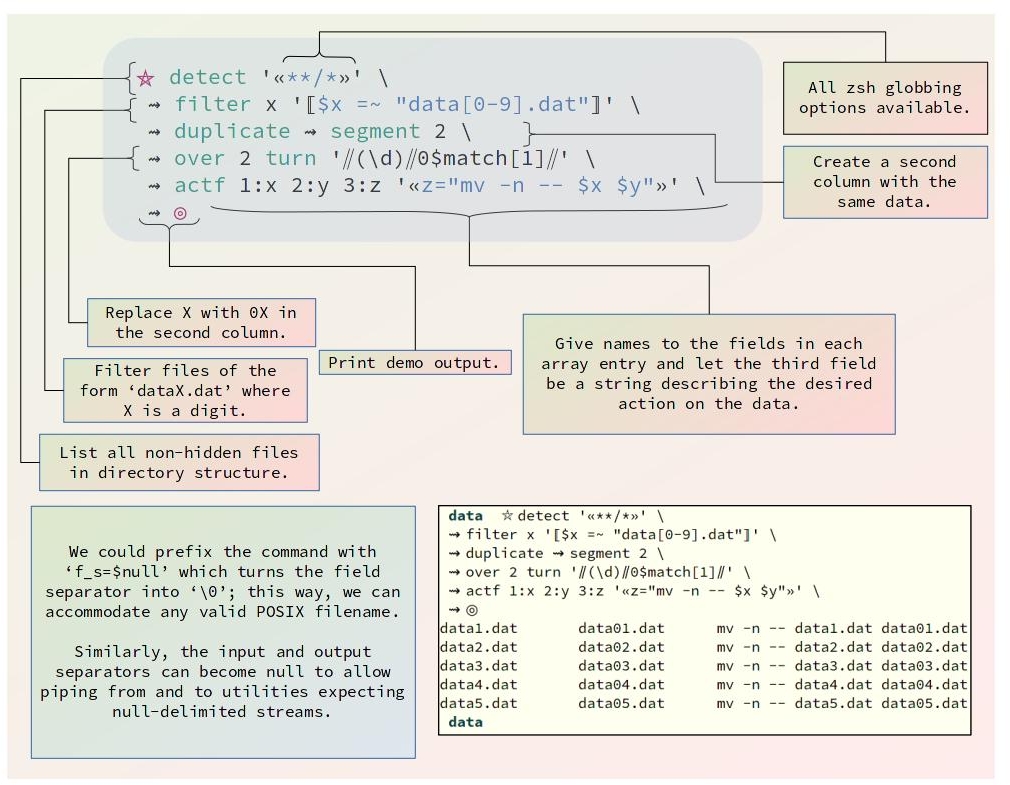 ☆ detect '«**/*»' \
⇝ filter x '⟦$x =~ "data[0-9].dat"⟧' \
⇝ duplicate ⇝ segment 2 \
⇝ over 2 turn '⫽(\d)⫽0$match[1]⫽' \
⇝ actf 1:x 2:y 3:z '«z="mv -n -- $x $y"»' \
⇝ ◎
All zsh globbing
options available.
Create a second
column with the
same data.
Replace X with 0X in
the second column.
Print demo output.
Give names to the fields in each
array entry and let the third field
be a string describing the desired
action on the data.
Filter files of the
form ‘dataX.dat’ where
X is a digit.
List all non-hidden files
in directory structure.
We could prefix the command with
‘f_s=$null’ which turns the field
separator into ‘\0’; this way, we can
accommodate any valid POSIX filename.
Similarly, the input and output
separators can become null to allow
piping from and to utilities expecting
null-delimited streams.
data ☆ detect '«**/*»' \
⇝ filter x '⟦$x =~ "data[0-9].dat"⟧' \
⇝ duplicate ⇝ segment 2 \
⇝ over 2 turn '⫽(\d)⫽0$match[1]⫽' \
⇝ actf 1:x 2:y 3:z '«z="mv -n -- $x $y"»' \
⇝ ◎
data1.dat data01.dat mv -n -- data1.dat data01.dat
data2.dat data02.dat mv -n -- data2.dat data02.dat
data3.dat data03.dat mv -n -- data3.dat data03.dat
data4.dat data04.dat mv -n -- data4.dat data04.dat
data5.dat data05.dat mv -n -- data5.dat data05.dat
data